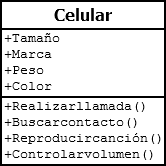 Celular
+Tamaño
+Marca
+Peso
+Color
+Realizarllamada()
+Buscarcontacto()
+Reproducircanción()
+Controlarvolumen()